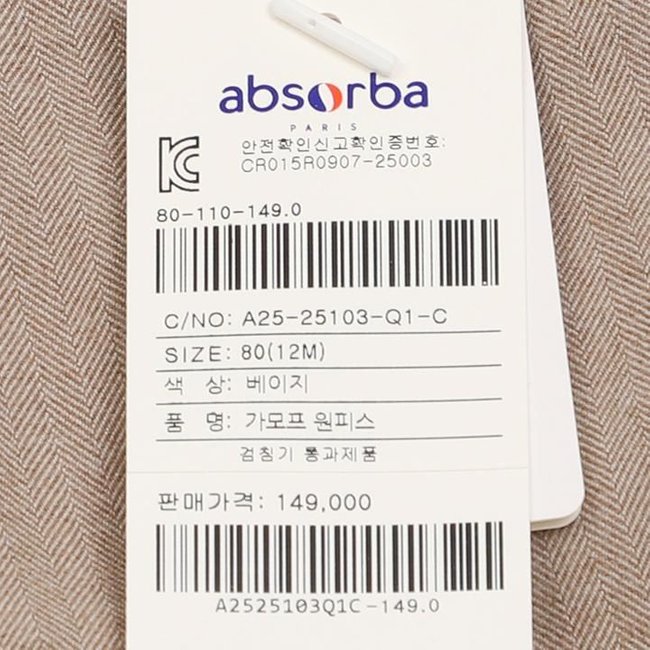 absorba
PARIS
안전확인신고확인증번호:
CR015R0907-25003
80-110-149.0
C/NO: A25-25103-Q1-C
SIZE: 80(12M)
색 상: 베이지
품 명: 가모프 원피스
검침기 통과제품
판매가격: 149,000
A2525103Q1C-149.0